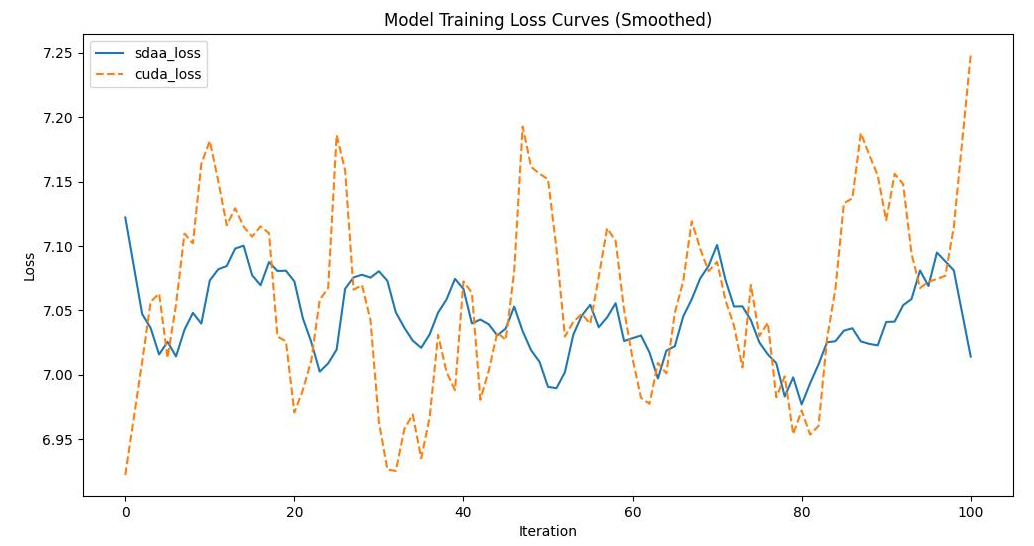 Model Training Loss Curves (Smoothed)
sdaa_loss
cuda_loss
7.25
7.20
7.15
7.10
7.05
7.00
6.95
Loss
0
20
40
60
80
100
Iteration